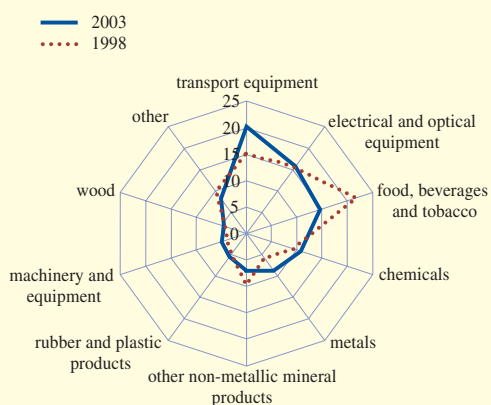 2003
1998
transport equipment
25
20
15
10
5
0
electrical and optical
equipment
food, beverages
and tobacco
chemicals
metals
other non-metallic mineral
products
rubber and plastic
products
machinery and
equipment
wood
other